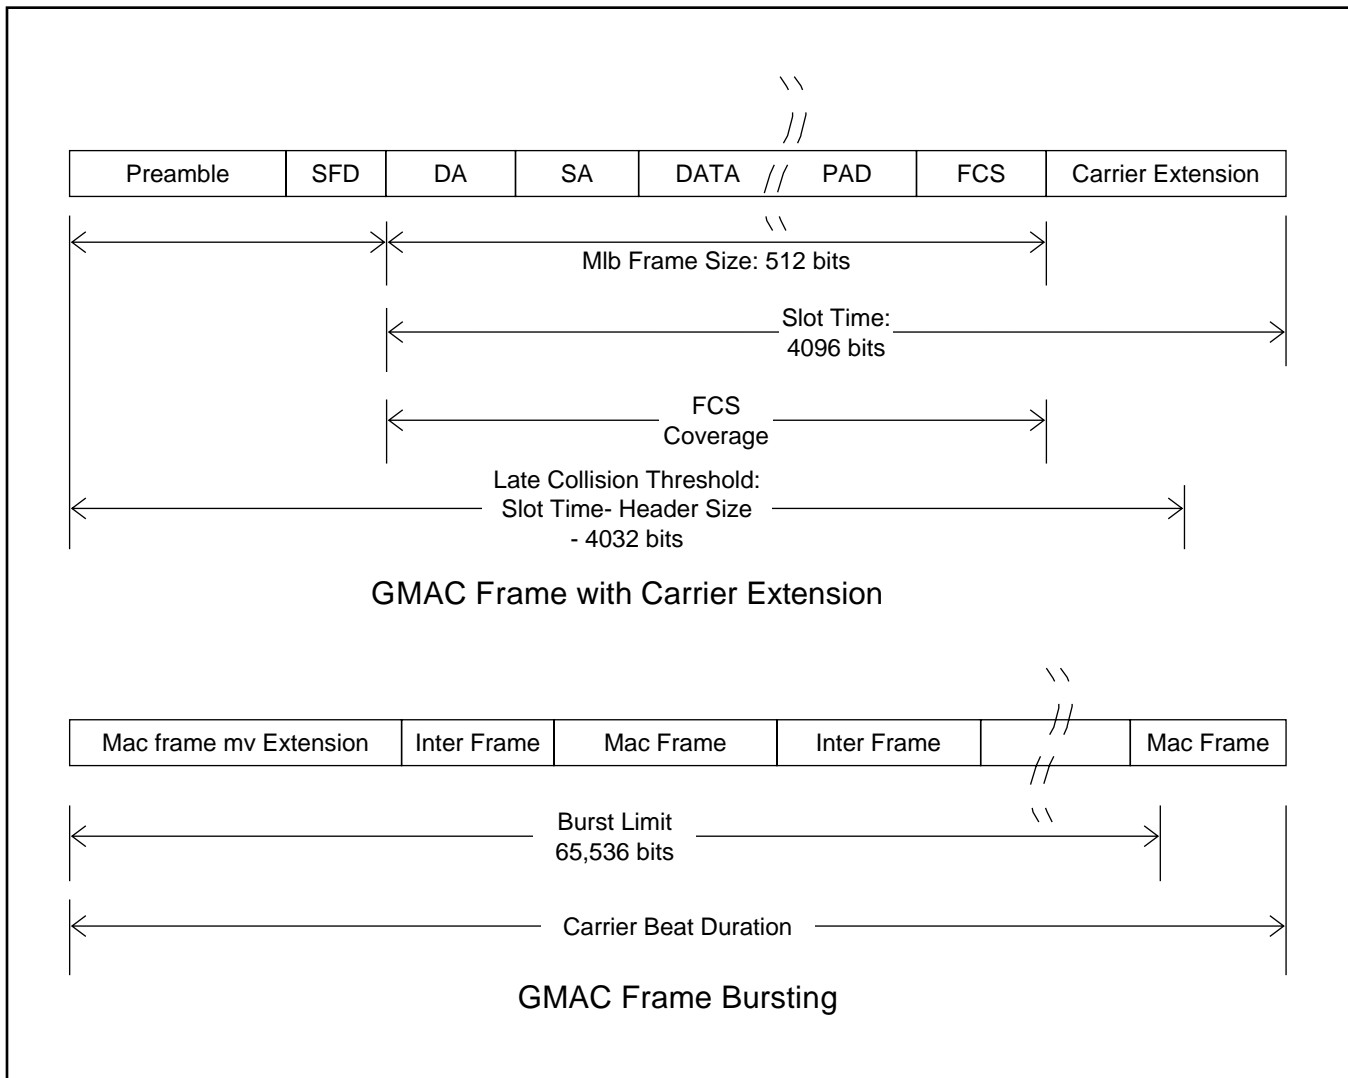 Preamble SFD DA SA DATA PAD FCS Carrier Extension
Mlb Frame Size: 512 bits
Slot Time:
4096 bits
FCS
Coverage
Late Collision Threshold:
Slot Time- Header Size
- 4032 bits
GMAC Frame with Carrier Extension
Mac frame mv Extension Inter Frame Mac Frame Inter Frame Mac Frame
Burst Limit
65,536 bits
Carrier Beat Duration
GMAC Frame Bursting